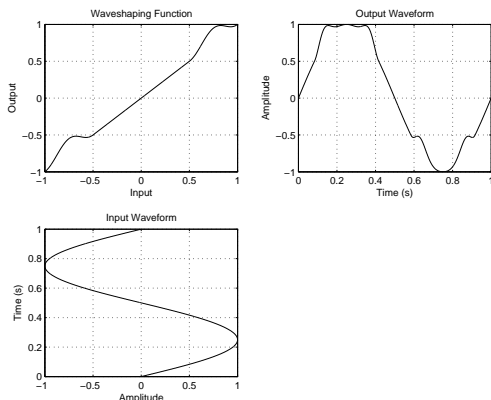 Waveshaping Function
1
0.5
0
−0.5
−1
Output
−1 −0.5 0 0.5 1
Input
Output Waveform
1
0.5
0
−0.5
−1
Amplitude
0 0.2 0.4 0.6 0.8 1
Time (s)
Input Waveform
1
0.8
0.6
0.4
0.2
0
Time (s)
−1 −0.5 0 0.5 1
Amplitude